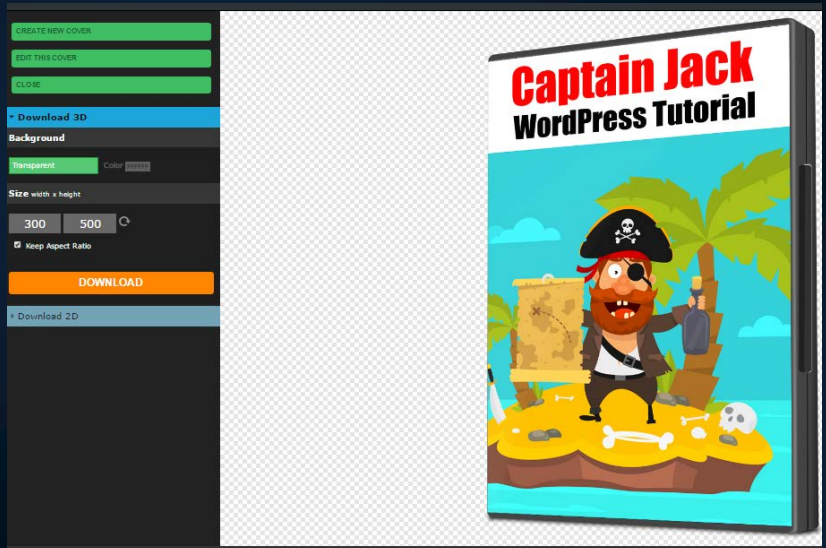 CREATE NEW COVER
EDIT THIS COVER
CLOSE
Download 3D
Background
Transparent Color
Size width x height
300 500
Keep Aspect Ratio
DOWNLOAD
Download 2D
Captain Jack
WordPress Tutorial